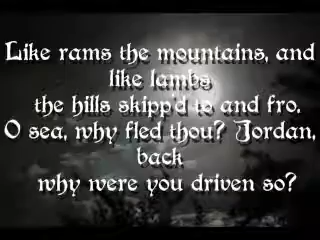 Like rams the mountains, and
like lambs
the hills skipp'd to and fro.
O sea, why fled thou? Jordan,
back
why were you driven so?